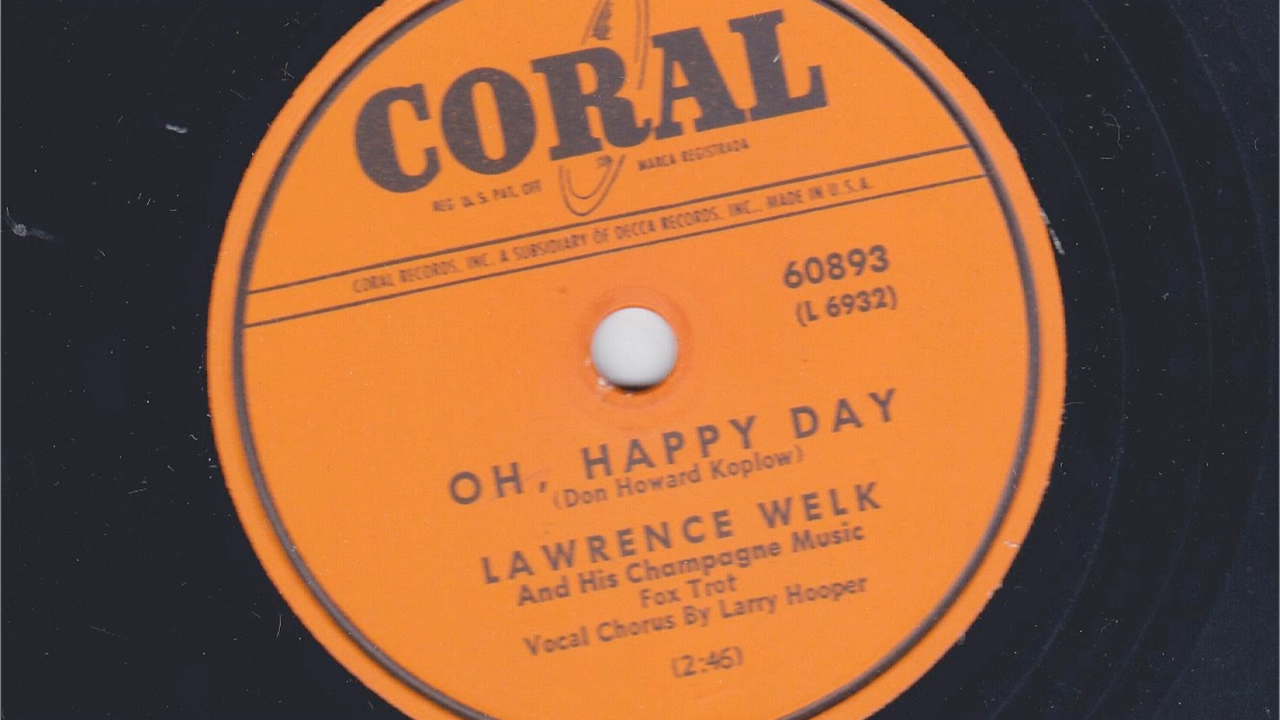 CORAL
REG U. S. PAT. OFF MARCA REGISTRADA
CORAL RECORDS, INC. A SUBSIDIARY OF DECCA RECORDS, INC., MADE IN U.S.A.
60893
(L 6932)
OH, HAPPY DAY
(Don Howard Koplow)
LAWRENCE WELK
And His Champagne Music
Fox Trot
Vocal Chorus By Larry Hooper
(2:46)